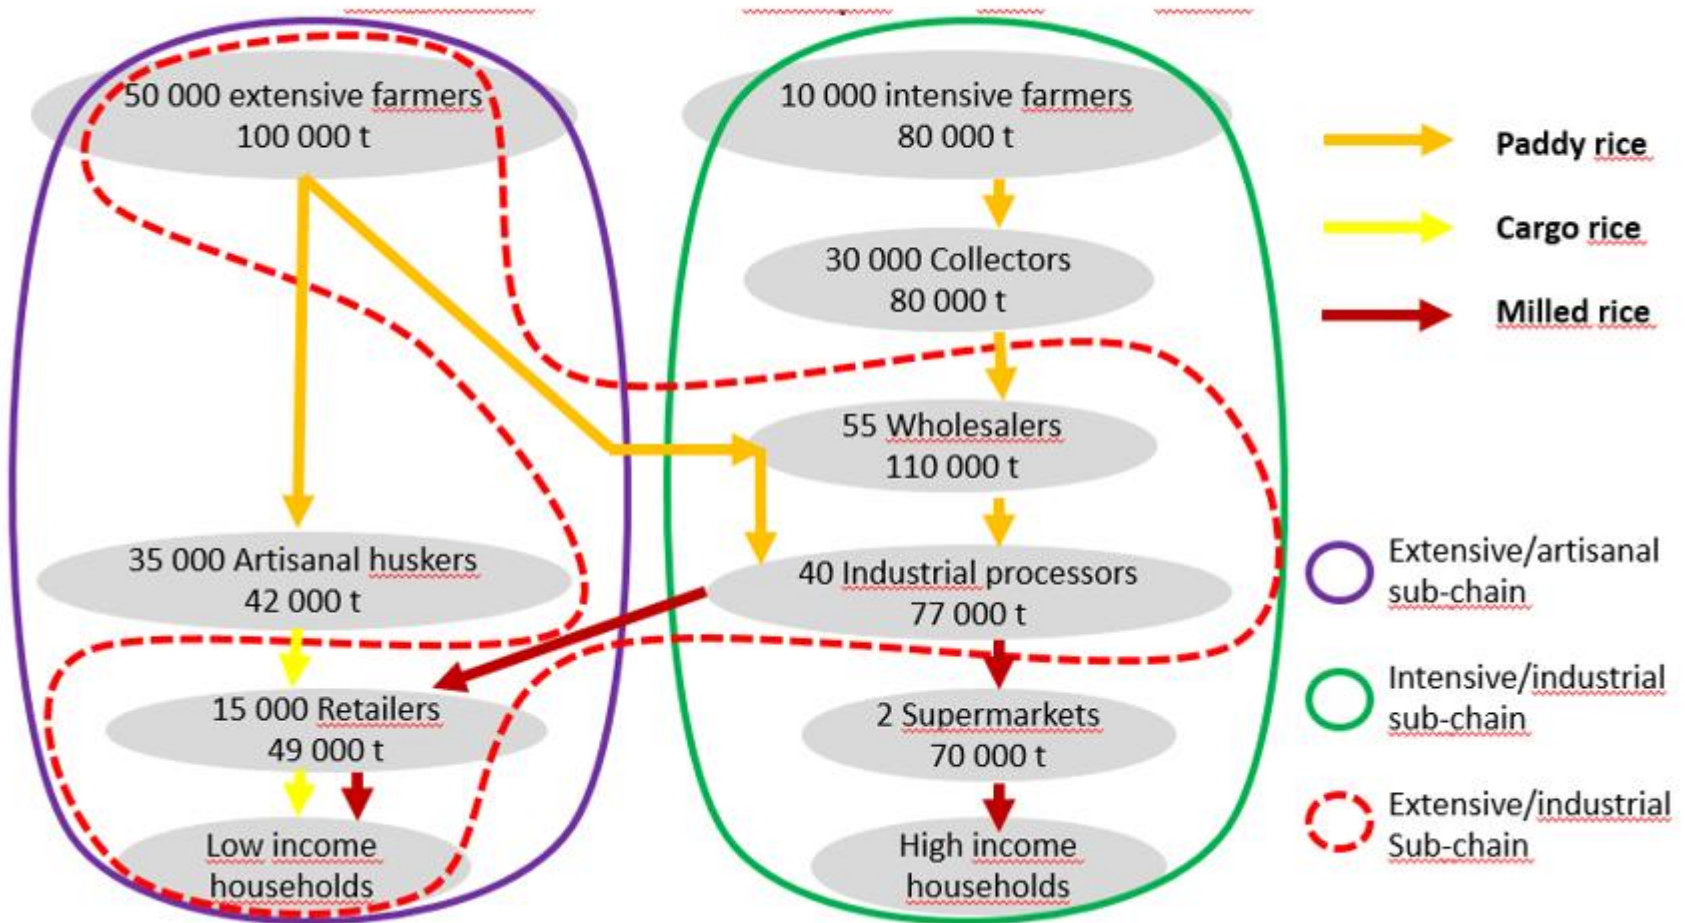 50 000 extensive farmers
100 000 t
10 000 intensive farmers
80 000 t
30 000 Collectors
80 000 t
55 Wholesalers
110 000 t
35 000 Artisanal huskers
42 000 t
40 Industrial processors
77 000 t
15 000 Retailers
49 000 t
2 Supermarkets
70 000 t
Low income
households
High income
households
Paddy rice
Cargo rice
Milled rice
Extensive/artisanal
sub-chain
Intensive/industrial
sub-chain
Extensive/industrial
Sub-chain